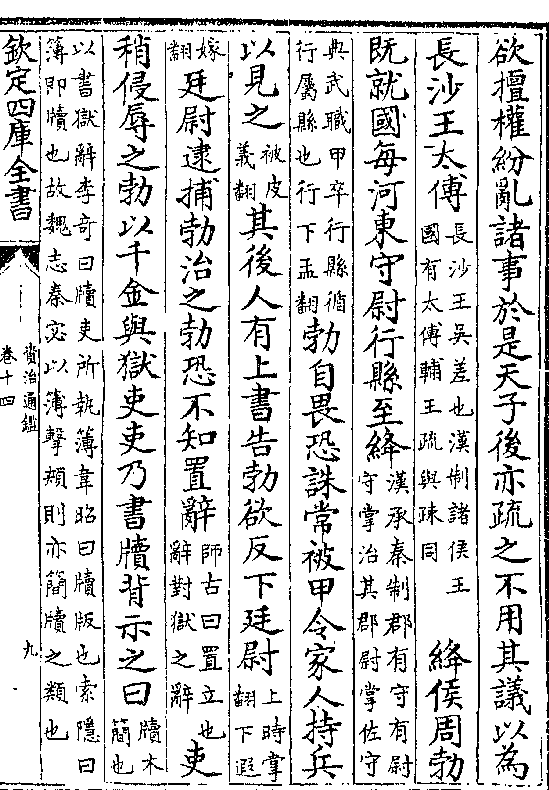 欲擅權紛亂諸事於是天子後亦疏之不用其議以為
長沙王太傅長沙王吳差也漢制諸侯王國有太傅輔王疏與疎同 絳侯周勃
既就國每河東守尉行縣至絳漢承秦制郡有守有尉守掌治其郡尉掌佐守
典武職甲卒行縣循行屬縣也行下孟翻勃自畏恐誅常被甲令家人持兵
以見之被皮義翻其後人有上書告勃欲反下廷尉上時掌翻下遐
嫁翻廷尉逮捕勃治之勃恐不知置辭師古曰置立也辭對獄之辭吏
稍侵辱之勃以千金與獄吏吏乃書牘背示之曰牘木簡也
以書獄辭李奇曰牘吏所執簿韋昭曰牘版也索隱曰
簿即牘也故魏志秦宓以簿擊頰則亦簡牘之類也
欽定四庫全書
資治通鑑
卷十四
九